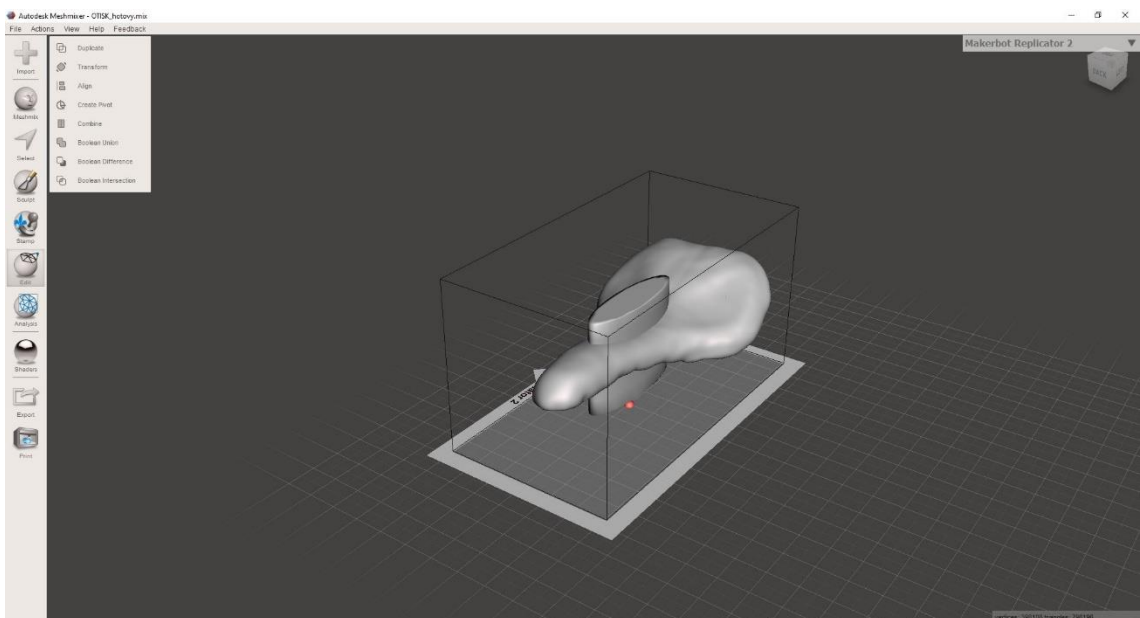 Autodesk Meshmixer - OTISK_hotovy.mix
File Actions View Help Feedback
Import
Meshmix
Select
Sculpt
Stamp
Edit
Analysis
Shaders
Export
Print
Duplicate
Transform
Align
Create Pivot
Combine
Boolean Union
Boolean Difference
Boolean Intersection
Makerbot Replicator 2